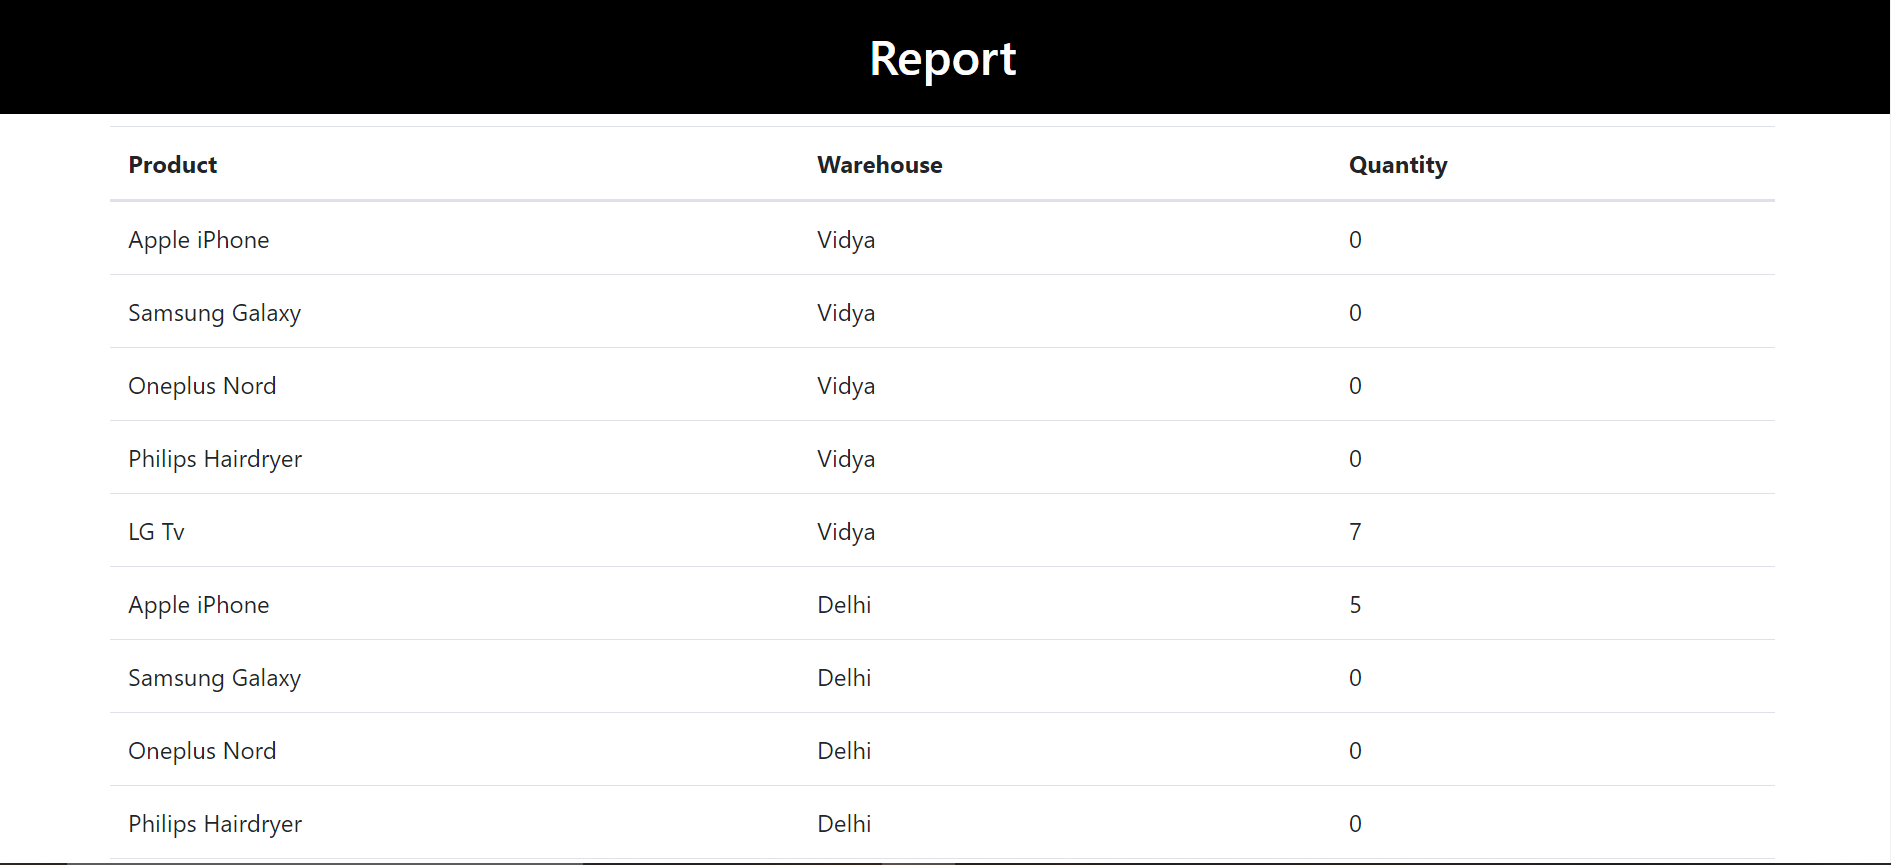 Report
Product Warehouse Quantity
Apple iPhone Vidya 0
Samsung Galaxy Vidya 0
Oneplus Nord Vidya 0
Philips Hairdryer Vidya 0
LG Tv Vidya 7
Apple iPhone Delhi 5
Samsung Galaxy Delhi 0
Oneplus Nord Delhi 0
Philips Hairdryer Delhi 0